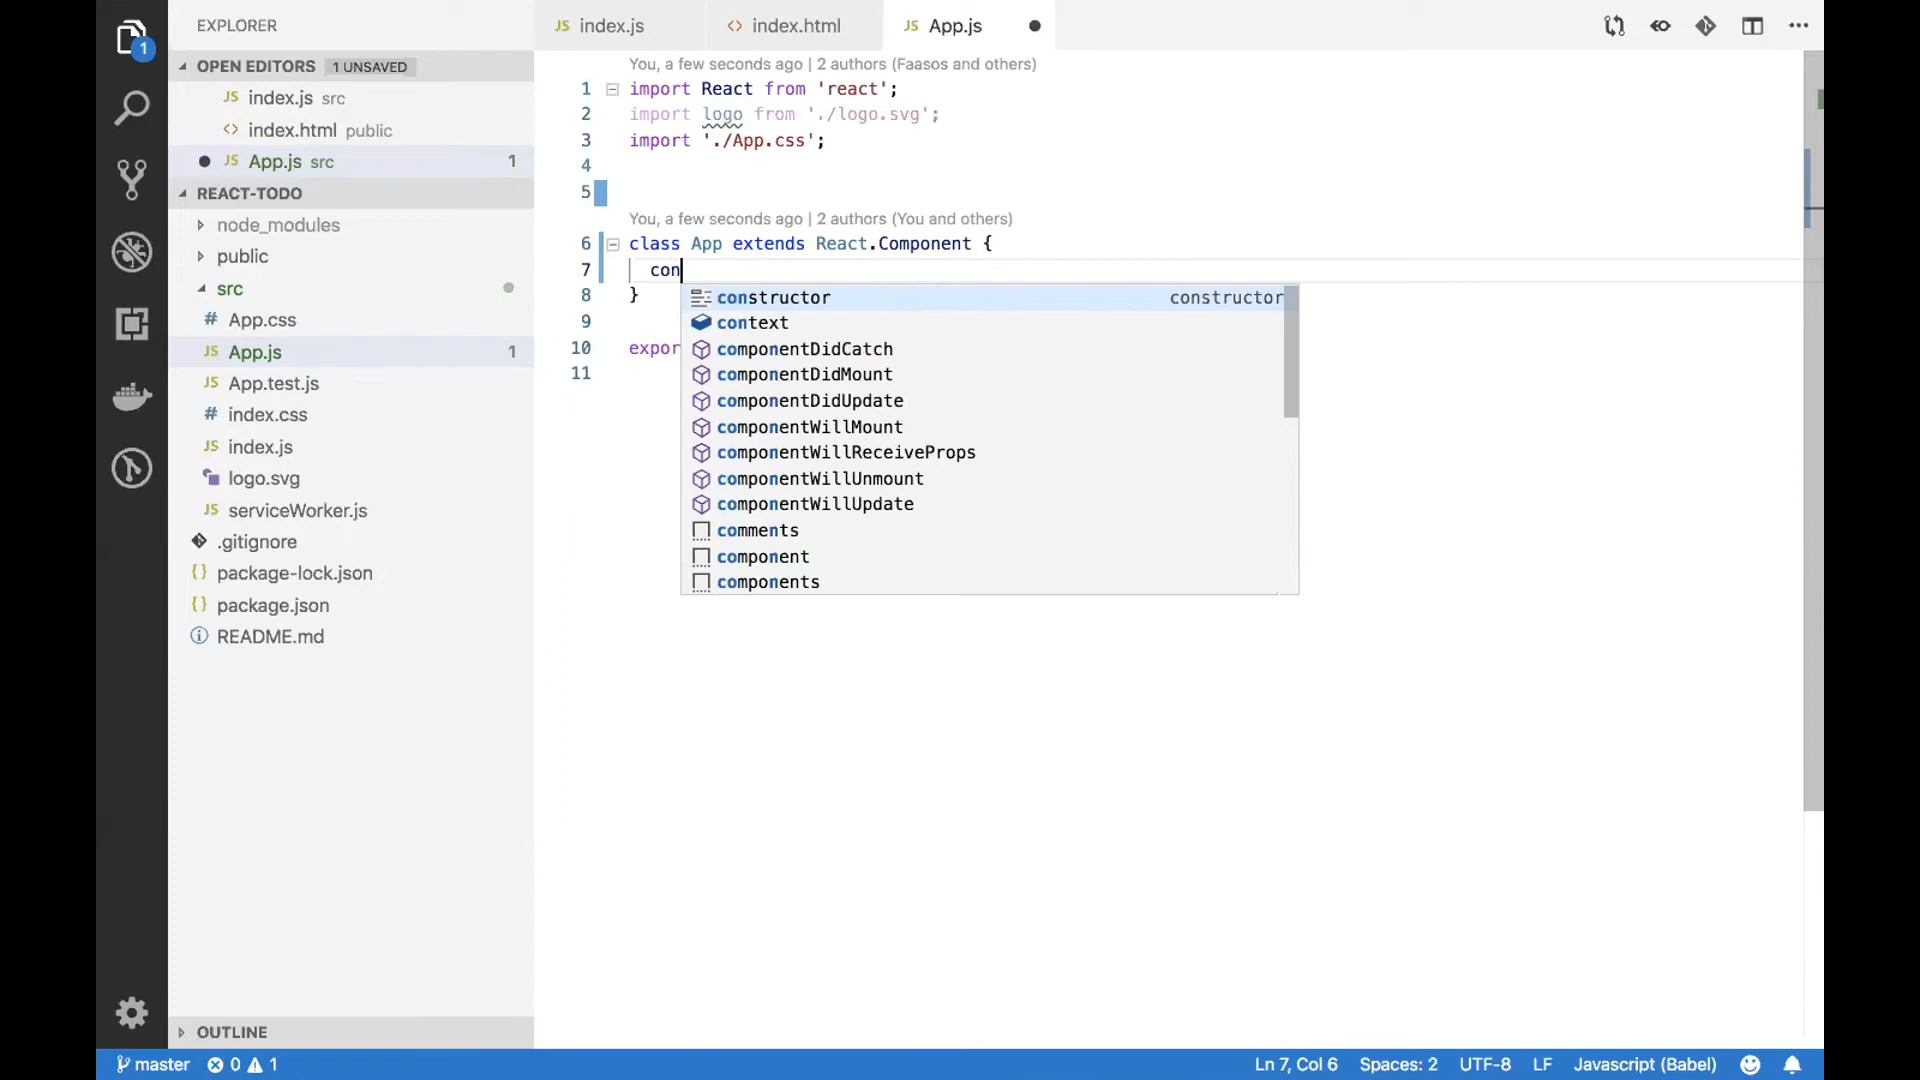 1
EXPLORER
OPEN EDITORS 1 UNSAVED
JS index.js src
<> index.html public
JS App.js src 1
REACT-TODO
node_modules
public
src
# App.css
JS App.js 1
JS App.test.js
# index.css
JS index.js
logo.svg
JS serviceWorker.js
.gitignore
{} package-lock.json
{} package.json
README.md
OUTLINE
JS index.js
<> index.html
JS App.js
You, a few seconds ago | 2 authors (Faasos and others)
1 import React from 'react';
2 import logo from './logo.svg';
3 import './App.css';
4
5
You, a few seconds ago | 2 authors (You and others)
6 class App extends React.Component {
7 con
8 }
9
10 expor
11
constructor constructor
context
componentDidCatch
componentDidMount
componentDidUpdate
componentWillMount
componentWillReceiveProps
componentWillUnmount
componentWillUpdate
comments
component
components
master 0 1
Ln 7, Col 6 Spaces: 2 UTF-8 LF Javascript (Babel)